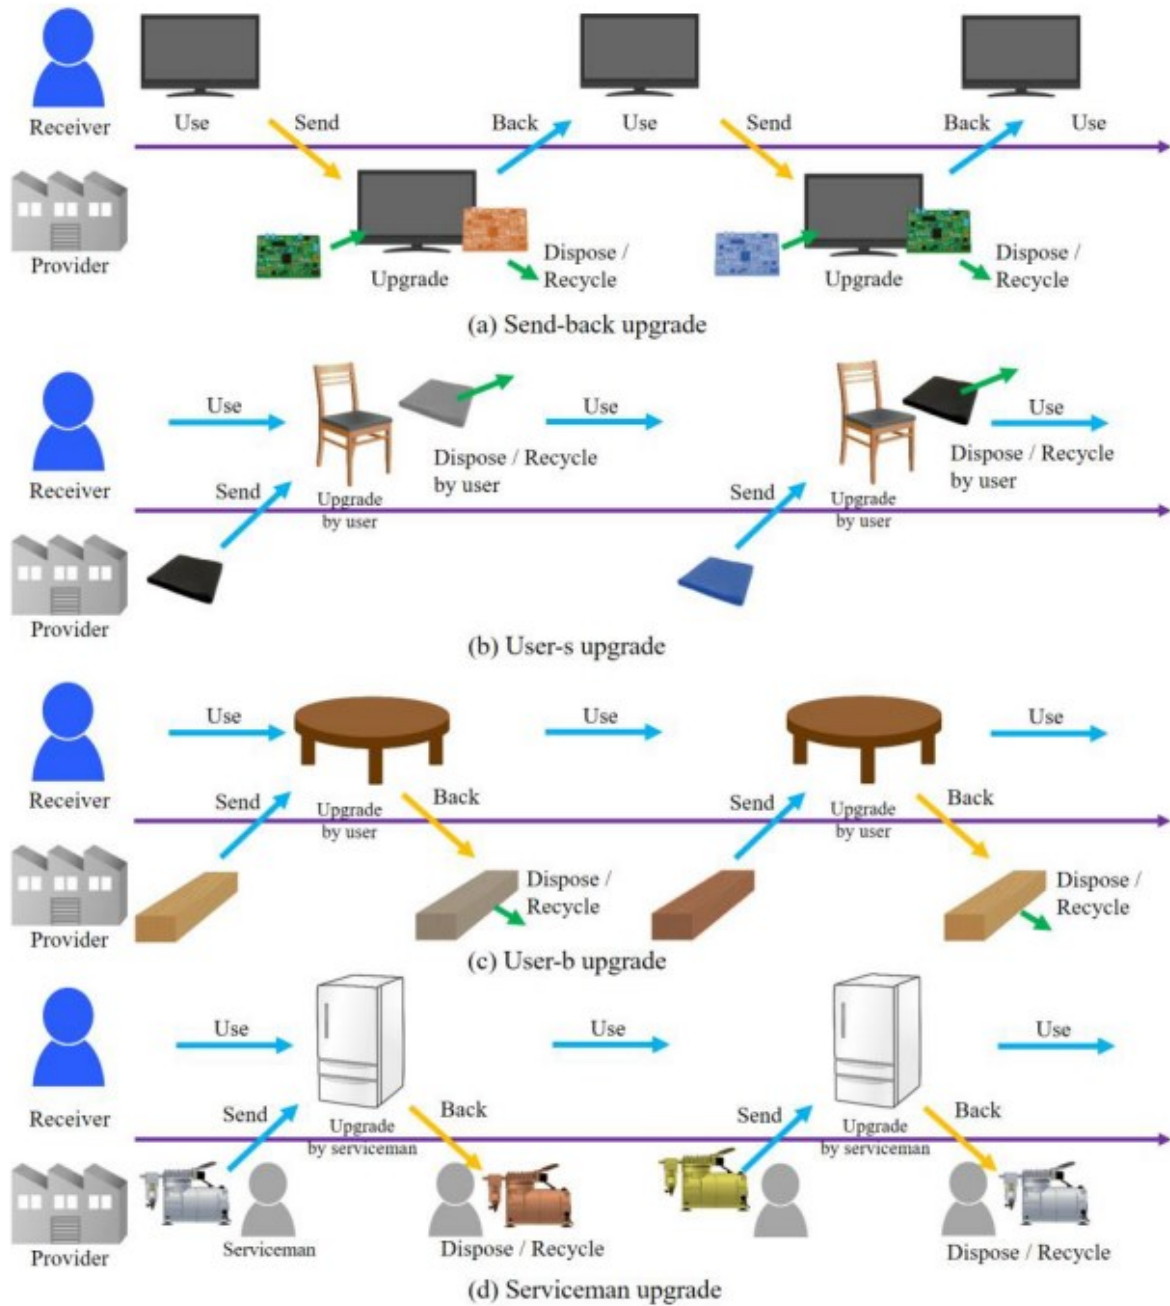 Receiver
Use
Send
Back
Use
Send
Back
Use
Provider
Upgrade
Dispose /
Recycle
Upgrade
Dispose /
Recycle
(a) Send-back upgrade
Use
Use
Use
Dispose / Recycle
by user
Dispose / Recycle
by user
Receiver
Send
Upgrade
by user
Send
Upgrade
by user
Provider
(b) User-s upgrade
Use
Use
Use
Receiver
Send
Upgrade
by user
Back
Send
Upgrade
by user
Back
Dispose /
Recycle
Dispose /
Recycle
Provider
(c) User-b upgrade
Use
Use
Use
Receiver
Send
Upgrade
by serviceman
Back
Send
Upgrade
by serviceman
Back
Provider
Serviceman
Dispose / Recycle
Dispose / Recycle
(d) Serviceman upgrade